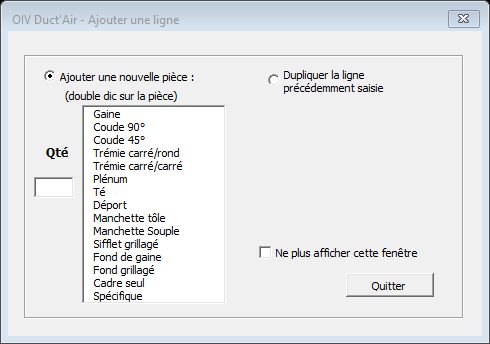 OIV Duct'Air - Ajouter une ligne
Ajouter une nouvelle pièce :
(double clic sur la pièce)
Dupliquer la ligne
précédemment saisie
Qté
Gaine
Coude 90°
Coude 45°
Trémie carré/rond
Trémie carré/carré
Plénum
Té
Déport
Manchette tôle
Manchette Souple
Sifflet grillagé
Fond de gaine
Fond grillagé
Cadre seul
Spécifique
Ne plus afficher cette fenêtre
Quitter